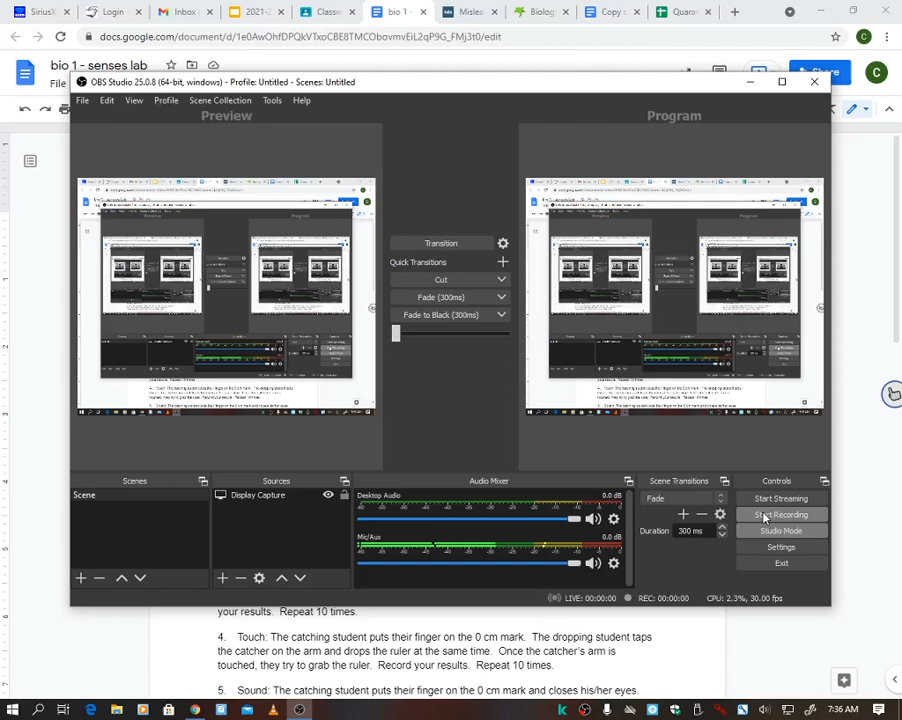 SiriusX
Login
Inbox
2021-2
Classw
bio 1 -
Mislea
Biolog
Copy c
Quaran
docs.google.com/document/d/1e0AwOhfDPQkVTxoCBE8TMCObovmvEiL2qP9G_FMj3t0/edit
bio 1 - senses lab
File
Share
C
OBS Studio 25.0.8 (64-bit, windows) - Profile: Untitled - Scenes: Untitled
File Edit View Profile Scene Collection Tools Help
Preview
Program
Transition
Quick Transitions
Cut
Fade (300ms)
Fade to Black (300ms)
Scenes
Sources
Audio Mixer
Scene Transitions
Controls
Scene
Display Capture
Desktop Audio 0.0 dB
Mic/Aux 0.0 dB
Fade
Duration 300 ms
Start Streaming
Start Recording
Studio Mode
Settings
Exit
LIVE: 00:00:00
REC: 00:00:00
CPU: 2.3%, 30.00 fps
your results. Repeat 10 times.
4. Touch: The catching student puts their finger on the 0 cm mark. The dropping student taps
the catcher on the arm and drops the ruler at the same time. Once the catcher's arm is
touched, they try to grab the ruler. Record your results. Repeat 10 times.
5. Sound: The catching student puts their finger on the 0 cm mark and closes his/her eyes.
7:36 AM